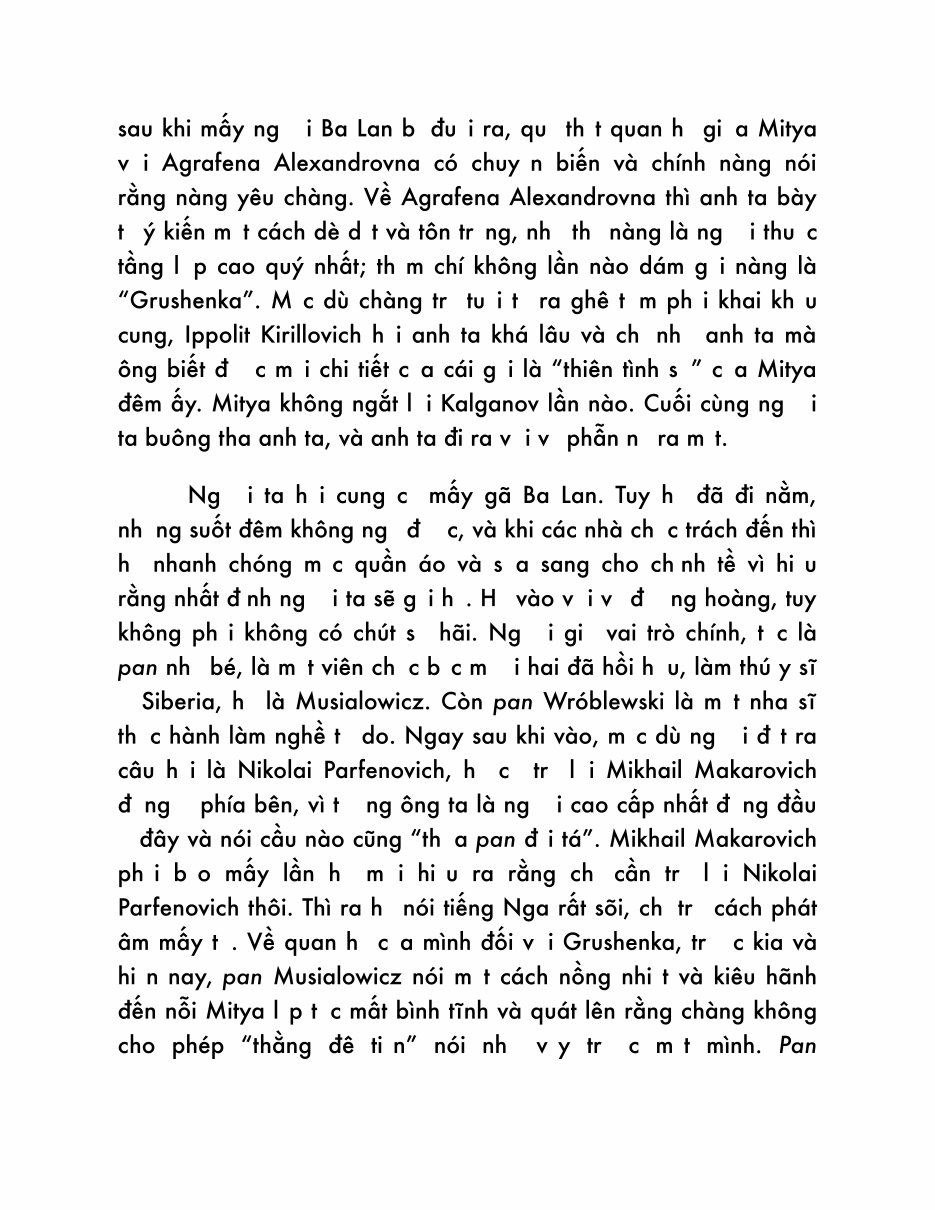 sau khi mấy ng i Ba Lan b đu i ra, qu th t quan h gi a Mitya
v i Agrafena Alexandrovna có chuy n biến và chính nàng nói
rằng nàng yêu chàng. Về Agrafena Alexandrovna thì anh ta bày
t ý kiến m t cách dè d t và tôn tr ng, nh th nàng là ng i thu c
tầng l p cao quý nhất; th m chí không lần nào dám g i nàng là
“Grushenka”. M c dù chàng tr tu i t ra ghê t m ph i khai kh u
cung, Ippolit Kirillovich h i anh ta khá lâu và ch nh anh ta mà
ông biết đ c m i chi tiết c a cái g i là “thiên tình s ” c a Mitya
đêm ấy. Mitya không ngắt l i Kalganov lần nào. Cuối cùng ng i
ta buông tha anh ta, và anh ta đi ra v i v phẫn n ra m t.
Ng i ta h i cung c mấy gã Ba Lan. Tuy h đã đi nằm,
nh ng suốt đêm không ng đ c, và khi các nhà ch c trách đến thì
h nhanh chóng m c quần áo và s a sang cho ch nh tề vì hi u
rằng nhất đ nh ng i ta sẽ g i h . H vào v i v đ ng hoàng, tuy
không ph i không có chút s hãi. Ng i gi vai trò chính, t c là
pan nh bé, là m t viên ch c b c m i hai đã hồi h u, làm thú y sĩ
Siberia, h là Musialowicz. Còn pan Wróblewski là m t nha sĩ
th c hành làm nghề t do. Ngay sau khi vào, m c dù ng i đ t ra
câu h i là Nikolai Parfenovich, h c tr l i Mikhail Makarovich
đ ng phía bên, vì t ng ông ta là ng i cao cấp nhất đ ng đầu
đây và nói cầu nào cũng “th a pan đ i tá”. Mikhail Makarovich
ph i b o mấy lần h m i hi u ra rằng ch cần tr l i Nikolai
Parfenovich thôi. Thì ra h nói tiếng Nga rất sõi, ch tr cách phát
âm mấy t . Về quan h c a mình đối v i Grushenka, tr c kia và
hi n nay, pan Musialowicz nói m t cách nồng nhi t và kiêu hãnh
đến nỗi Mitya l p t c mất bình tĩnh và quát lên rằng chàng không
cho phép “thằng đê ti n” nói nh v y tr c m t mình. Pan